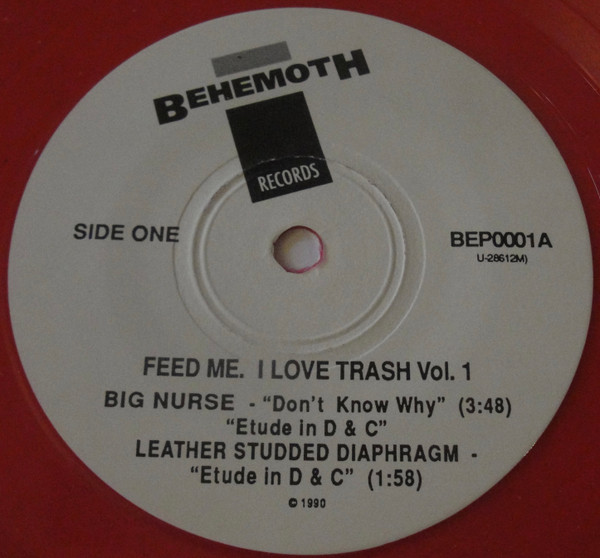 BEHEMOTH
RECORDS
SIDE ONE
BEP0001A
U-28612M)
FEED ME. I LOVE TRASH Vol. 1
BIG NURSE - “Don't Know Why” (3:48)
“Etude in D & C”
LEATHER STUDDED DIAPHRAGM -
“Etude in D & C” (1:58)
© 1990